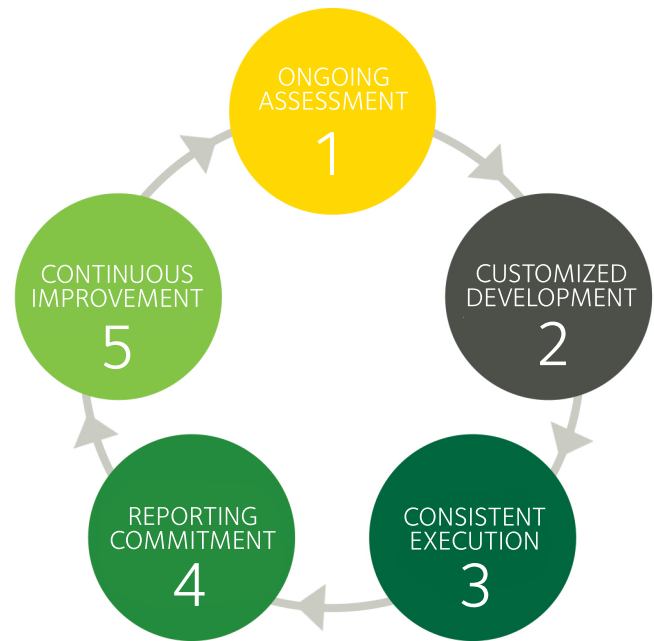 ONGOING
ASSESSMENT
1
CUSTOMIZED
DEVELOPMENT
2
CONSISTENT
EXECUTION
3
REPORTING
COMMITMENT
4
CONTINUOUS
IMPROVEMENT
5